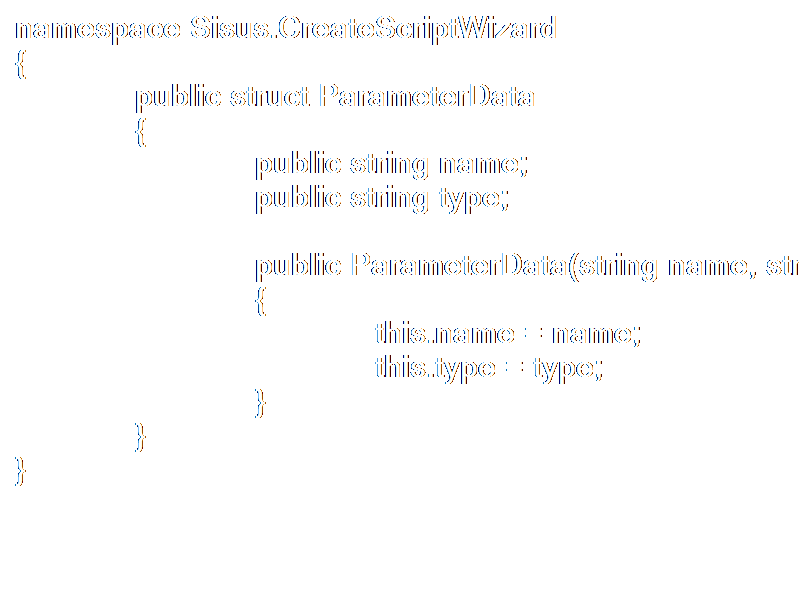 namespace Sisus.CreateScriptWizard
{
public struct ParameterData
{
public string name;
public string type;
public ParameterData(string name, str
{
this.name = name;
this.type = type;
}
}
}